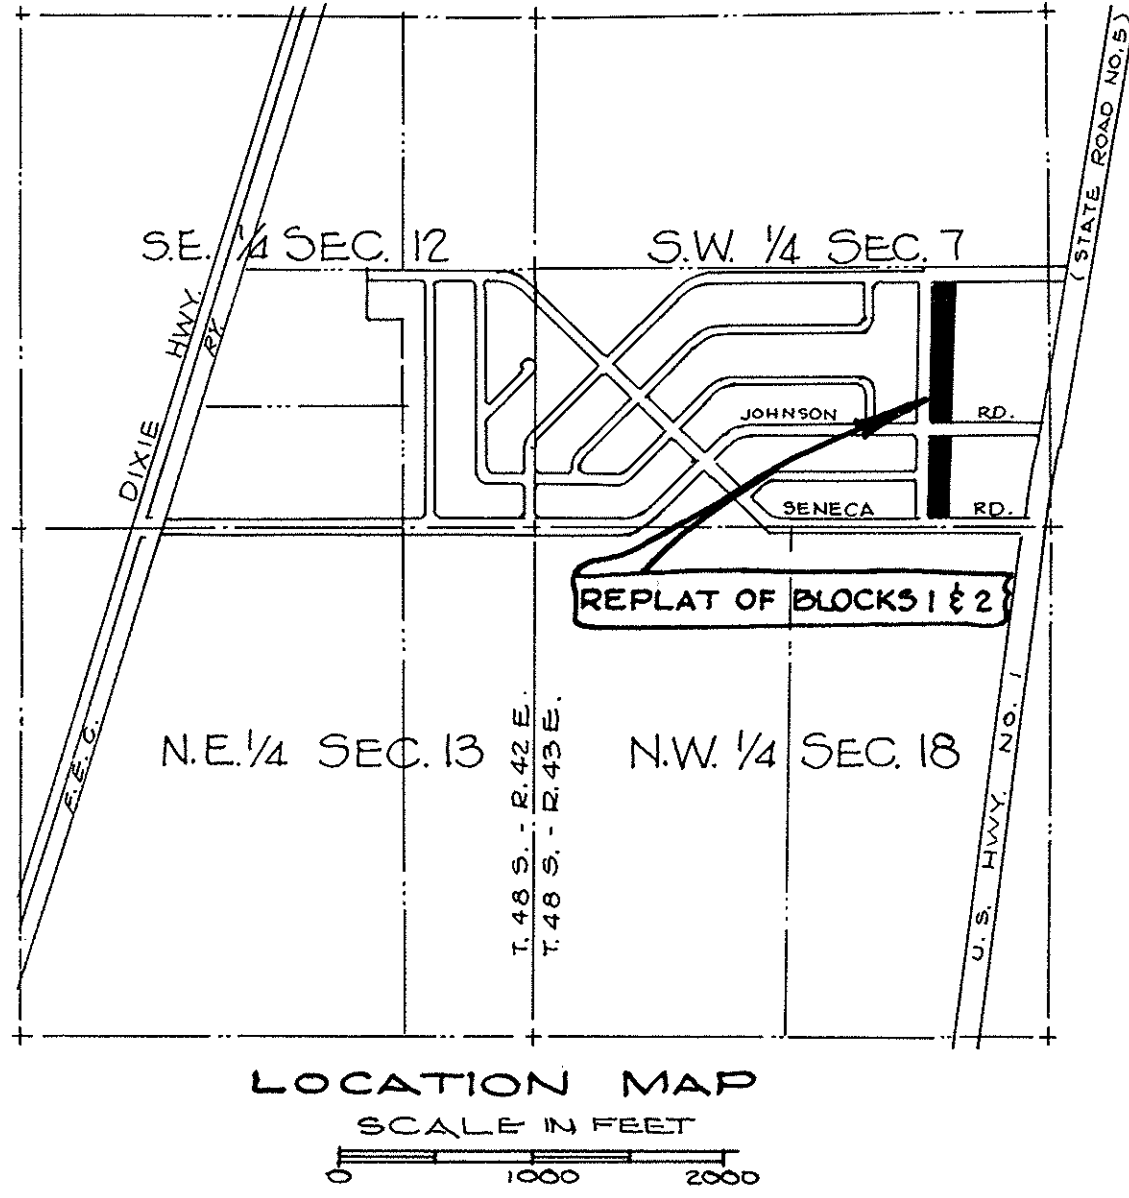 (STATE ROAD NO. 5)
S.E. 1/4 SEC. 12
S.W. 1/4 SEC. 7
DIXIE HWY.
RY.
JOHNSON RD.
SENECA RD.
REPLAT OF BLOCKS 1 & 2
F.E.C.
N.E. 1/4 SEC. 13
T. 48 S. - R. 42 E.
T. 48 S. - R. 43 E.
N.W. 1/4 SEC. 18
U.S. HWY. NO. 1
LOCATION MAP
SCALE IN FEET
0 1000 2000